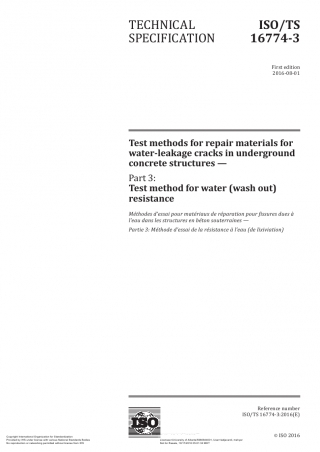 TECHNICAL
SPECIFICATION
ISO/TS
16774-3
First edition
2016-08-01
Test methods for repair materials for
water-leakage cracks in underground
concrete structures —
Part 3:
Test method for water (wash out)
resistance
Méthodes d'essai pour matériaux de réparation pour fissures dues à
l'eau dans les structures en béton souterraines —
Partie 3: Méthode d'essai de la résistance à l'eau (de lixiviation)
Reference number
ISO/TS 16774-3:2016(E)
ISO
© ISO 2016